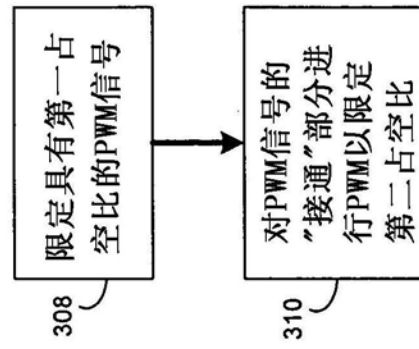 限定具有第一占
空比的PWM信号
308
对PWM信号的
"接通"部分进
行PWM以限定
第二占空比
310